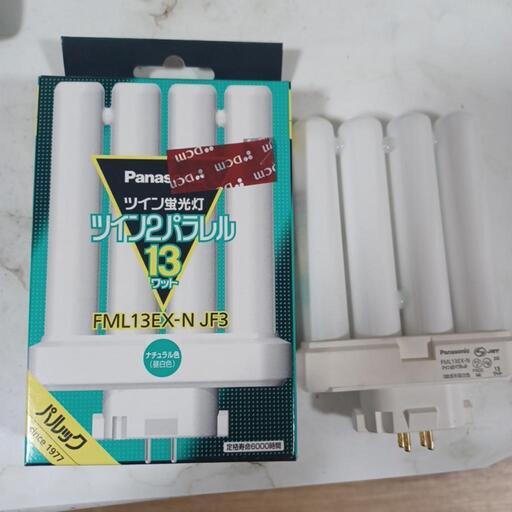 Panas
DCM
DCM
DCM
ツイン蛍光灯
ツイン2パラレル
13
ワット
FML13EX-N JF3
ナチュラル色
(昼白色)
パルック
since 1977
定格寿命6000時間
Panasonic
FML13EX-N
13